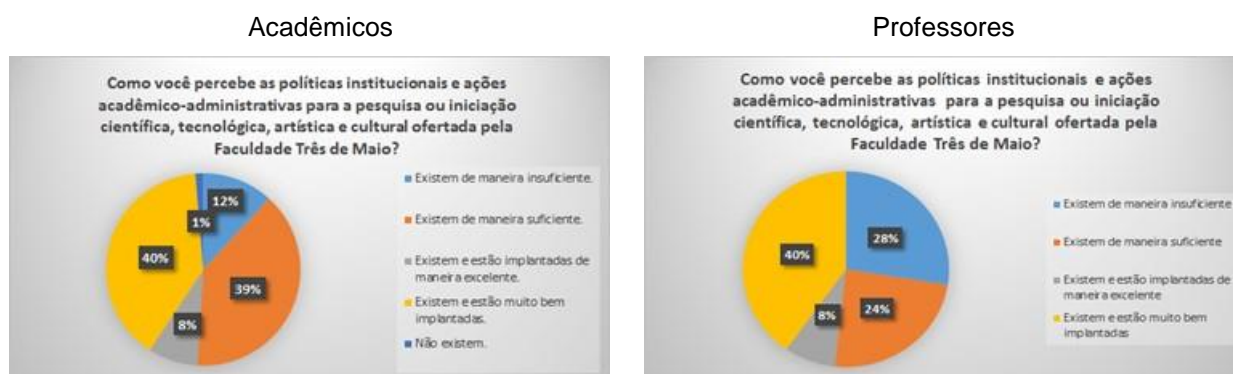 Acadêmicos
Como você percebe as políticas institucionais e ações
acadêmico-administrativas para a pesquisa ou iniciação
científica, tecnológica, artística e cultural ofertada pela
Faculdade Três de Maio?
12%
1%
40%
39%
8%
Existem de maneira insuficiente.
Existem de maneira suficiente.
Existem e estão implantadas de
maneira excelente.
Existem e estão muito bem
implantadas.
Não existem.
Professores
Como você percebe as políticas institucionais e ações
acadêmico-administrativas para a pesquisa ou iniciação
científica, tecnológica, artística e cultural ofertada pela
Faculdade Três de Maio?
28%
40%
24%
8%
Existem de maneira insuficiente
Existem de maneira suficiente
Existem e estão implantadas de
maneira excelente
Existem e estão muito bem
implantadas